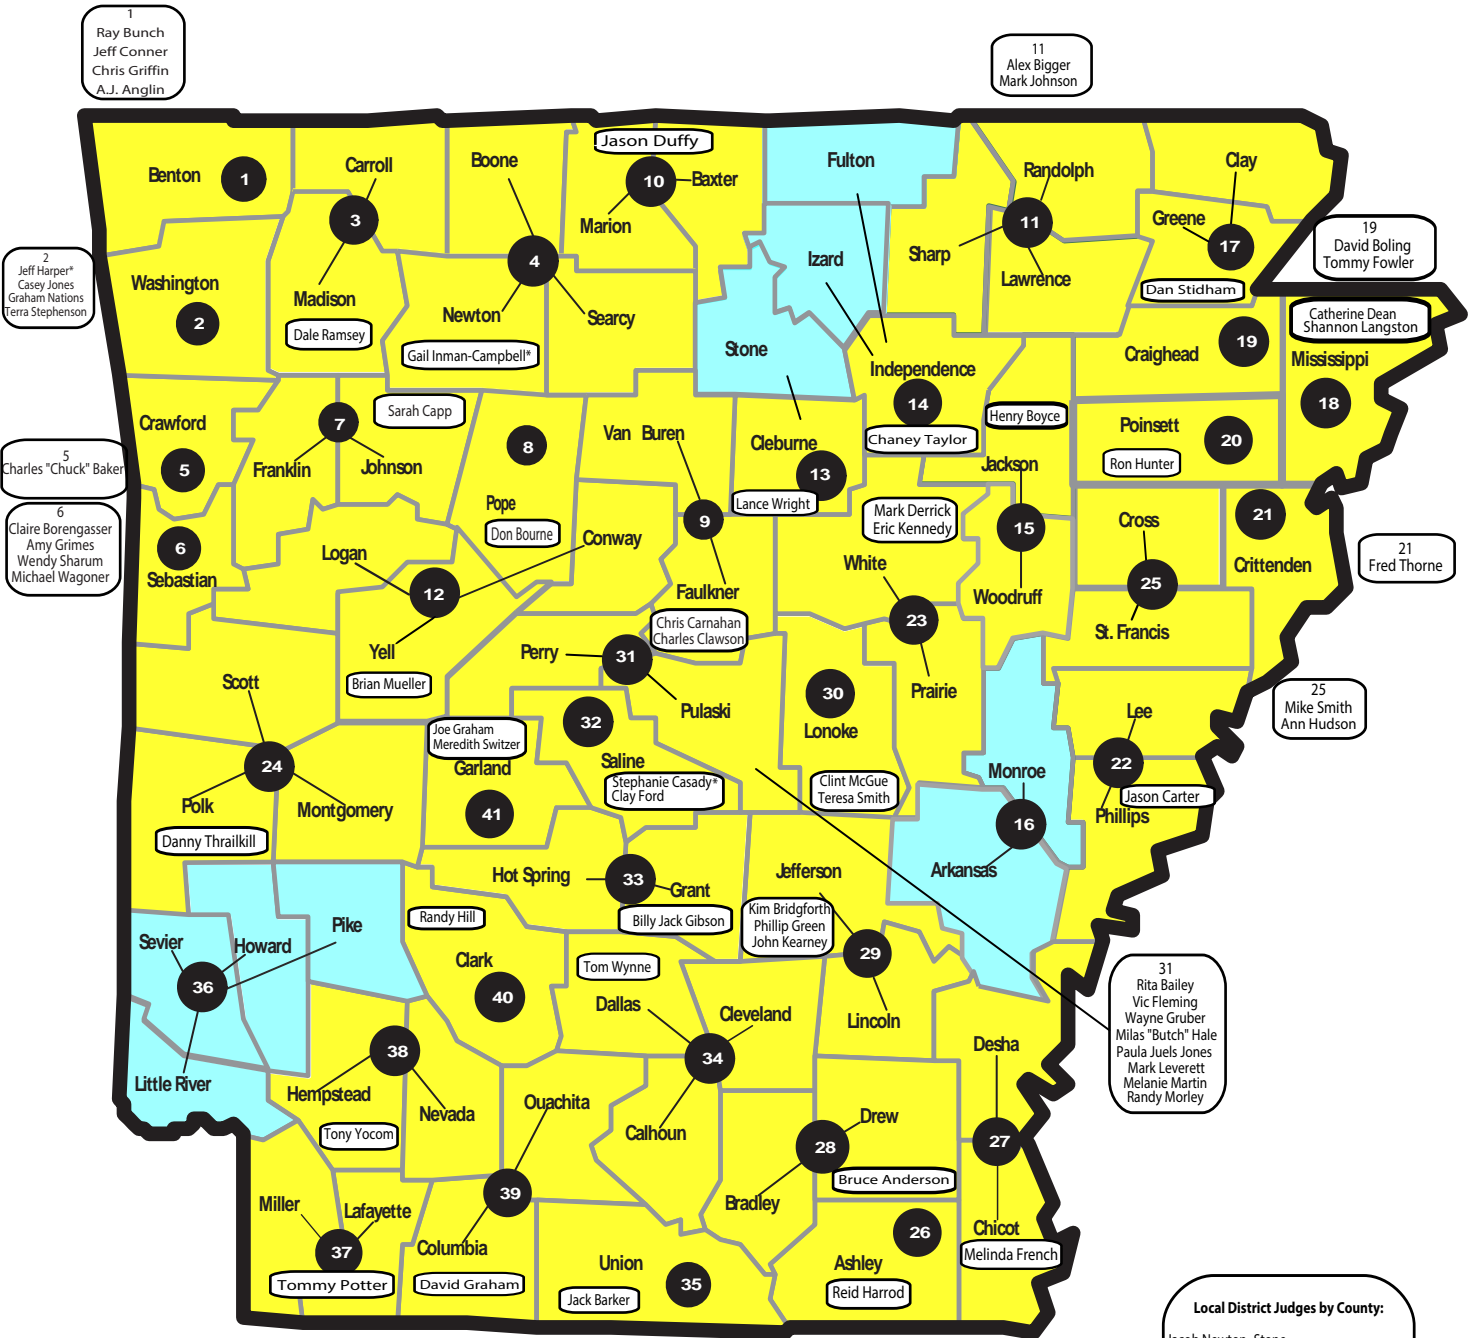 1
Ray Bunch
Jeff Conner
Chris Griffin
A.J. Anglin
11
Alex Bigger
Mark Johnson
Jason Duffy
Benton
1
Carroll
3
Madison
Dale Ramsey
Boone
4
Newton
Searcy
Gail Inman-Campbell*
10
Baxter
Marion
Fulton
Izard
Stone
Sharp
Randolph
11
Lawrence
Clay
Greene
17
Dan Stidham
19
David Boling
Tommy Fowler
2
Jeff Harper*
Casey Jones
Graham Nations
Terra Stephenson
Washington
2
Catherine Dean
Shannon Langston
Craighead
19
Mississippi
18
Independence
14
Chaney Taylor
Henry Boyce
Poinsett
20
Ron Hunter
Crawford
5
5
Charles "Chuck" Baker
7
Sarah Capp
Franklin
Johnson
8
Pope
Don Bourne
Van Buren
9
Faulkner
Chris Carnahan
Charles Clawson
Cleburne
13
Lance Wright
Mark Derrick
Eric Kennedy
Jackson
15
Woodruff
Cross
25
St. Francis
21
Crittenden
21
Fred Thorne
6
Claire Borengasser
Amy Grimes
Wendy Sharum
Michael Wagoner
6
Sebastian
Logan
Conway
12
Yell
Brian Mueller
White
23
Prairie
Perry
31
Pulaski
30
Lonoke
Clint McGue
Teresa Smith
25
Mike Smith
Ann Hudson
Scott
24
Polk
Montgomery
Danny Thrailkill
Joe Graham
Meredith Switzer
Garland
41
32
Saline
Stephanie Casady*
Clay Ford
Monroe
16
Arkansas
Lee
22
Jason Carter
Phillips
Hot Spring
33
Grant
Billy Jack Gibson
Jefferson
Kim Bridgforth
Phillip Green
John Kearney
29
Lincoln
Sevier
Howard
Pike
36
Little River
Randy Hill
Clark
40
Tom Wynne
Dallas
Cleveland
34
Calhoun
31
Rita Bailey
Vic Fleming
Wayne Gruber
Milas "Butch" Hale
Paula Juels Jones
Mark Leverett
Melanie Martin
Randy Morley
38
Hempstead
Nevada
Tony Yocom
Ouachita
39
Columbia
David Graham
Desha
27
Chicot
Melinda French
Drew
28
Bradley
Bruce Anderson
Miller
Lafayette
37
Tommy Potter
Union
35
Jack Barker
26
Ashley
Reid Harrod
Local District Judges by County: